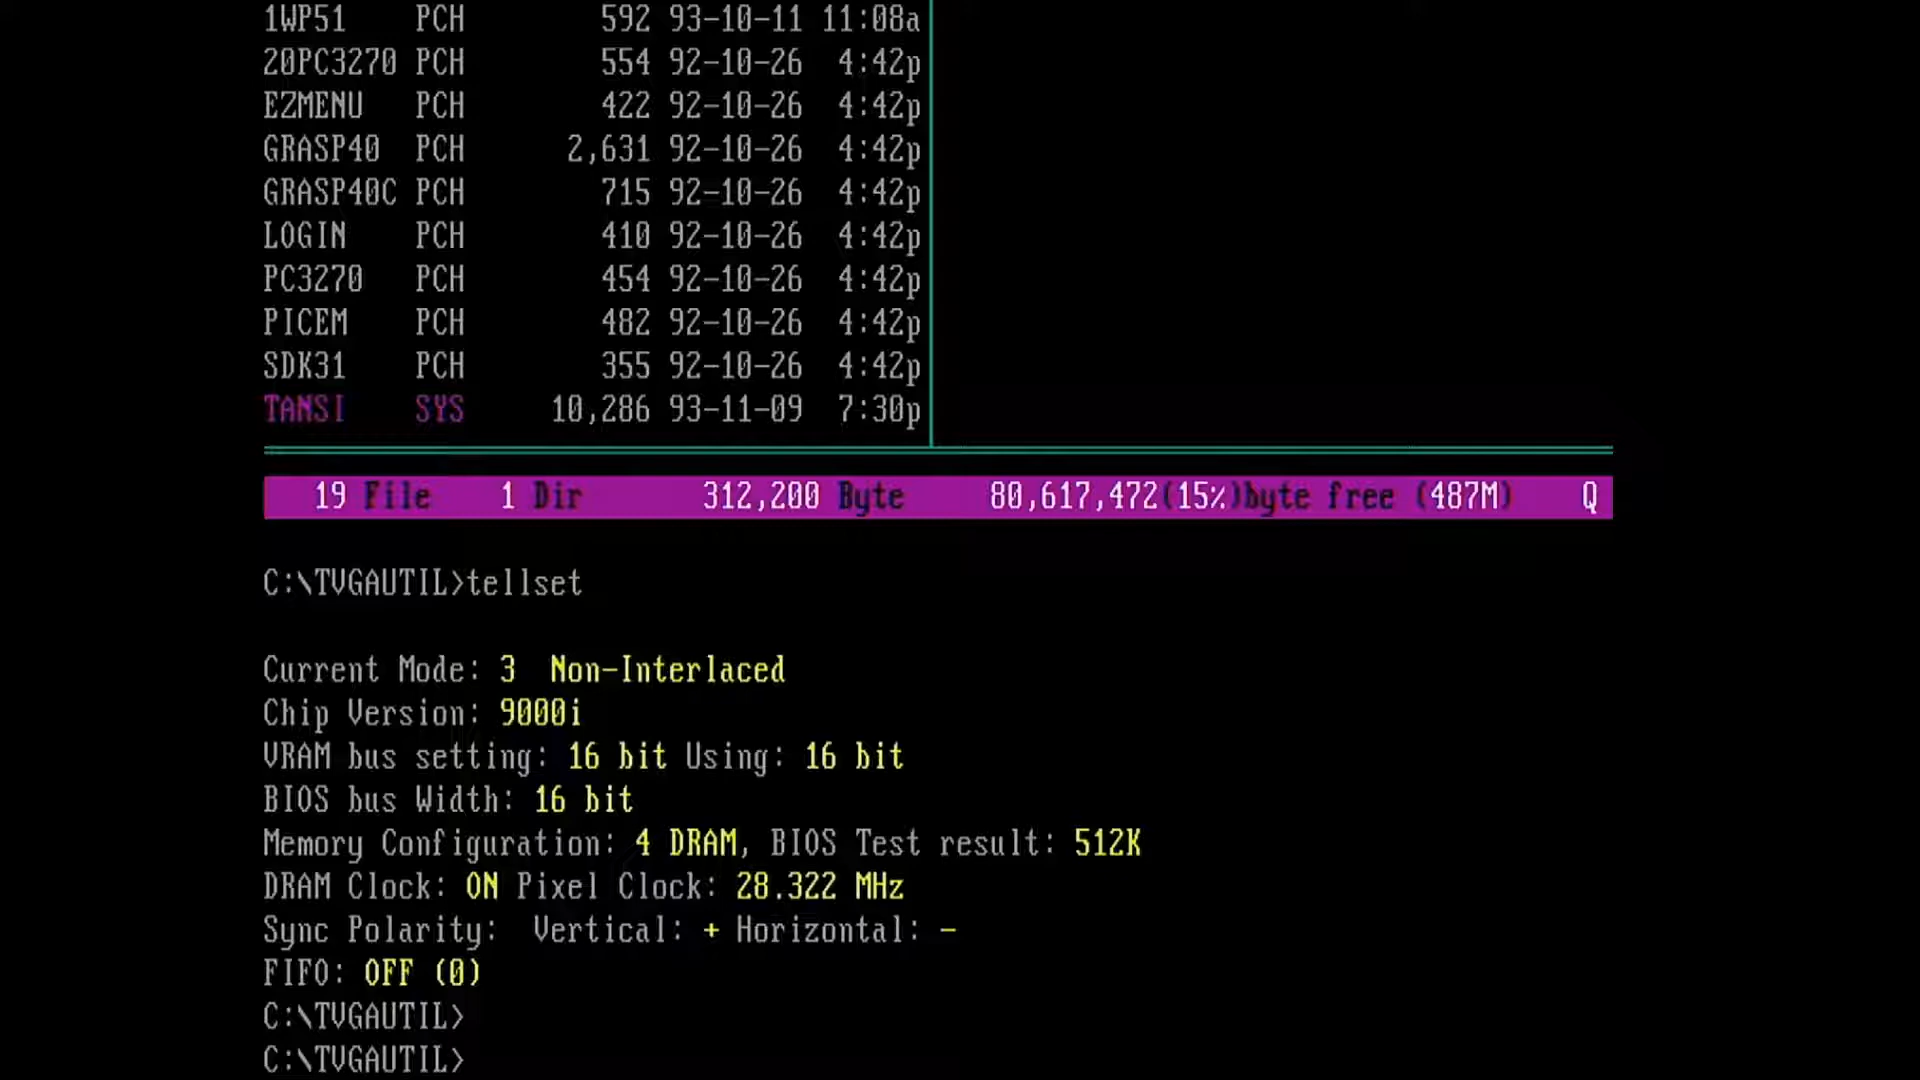 1WP51    PCH        592 93-10-11 11:08a
20PC3270 PCH        554 92-10-26  4:42p
EZMENU   PCH        422 92-10-26  4:42p
GRASP40  PCH      2,631 92-10-26  4:42p
GRASP40C PCH        715 92-10-26  4:42p
LOGIN    PCH        410 92-10-26  4:42p
PC3270   PCH        454 92-10-26  4:42p
PICEM    PCH        482 92-10-26  4:42p
SDK31    PCH        355 92-10-26  4:42p
TANSI    SYS     10,286 93-11-09  7:30p
19 File    1 Dir       312,200 Byte     80,617,472(15%)byte free (487M)    Q
C:\TVGAUTIL>tellset
Current Mode: 3  Non-Interlaced
Chip Version: 9000i
VRAM bus setting: 16 bit Using: 16 bit
BIOS bus Width: 16 bit
Memory Configuration: 4 DRAM, BIOS Test result: 512K
DRAM Clock: ON Pixel Clock: 28.322 MHz
Sync Polarity:  Vertical: + Horizontal: -
FIFO: OFF (0)
C:\TVGAUTIL>
C:\TVGAUTIL>